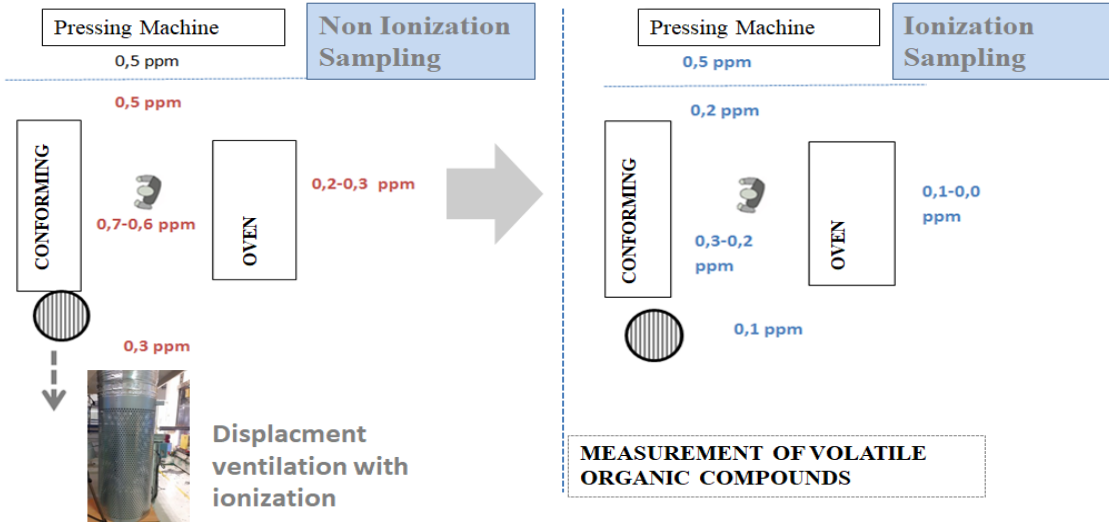 Pressing Machine
Non Ionization
Sampling
0,5 ppm
0,5 ppm
CONFORMING
OVEN
0,2-0,3 ppm
0,7-0,6 ppm
0,3 ppm
Displacment
ventilation with
ionization
Pressing Machine
Ionization
Sampling
0,5 ppm
0,2 ppm
CONFORMING
OVEN
0,1-0,0
ppm
0,3-0,2
ppm
0,1 ppm
MEASUREMENT OF VOLATILE
ORGANIC COMPOUNDS